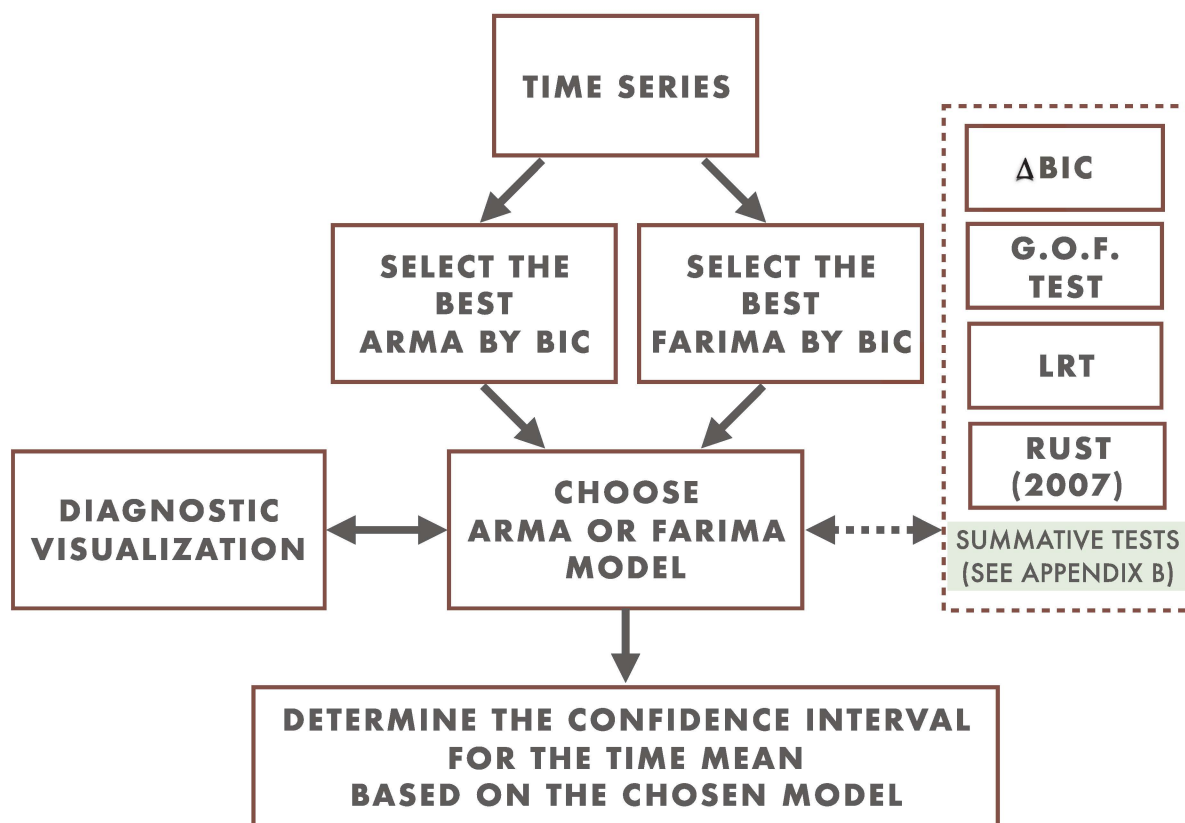 TIME SERIES
SELECT THE
BEST
ARMA BY BIC
SELECT THE
BEST
FARIMA BY BIC
ΔBIC
G.O.F.
TEST
LRT
RUST
(2007)
SUMMATIVE TESTS
(SEE APPENDIX B)
DIAGNOSTIC
VISUALIZATION
CHOOSE
ARMA OR FARIMA
MODEL
DETERMINE THE CONFIDENCE INTERVAL
FOR THE TIME MEAN
BASED ON THE CHOSEN MODEL